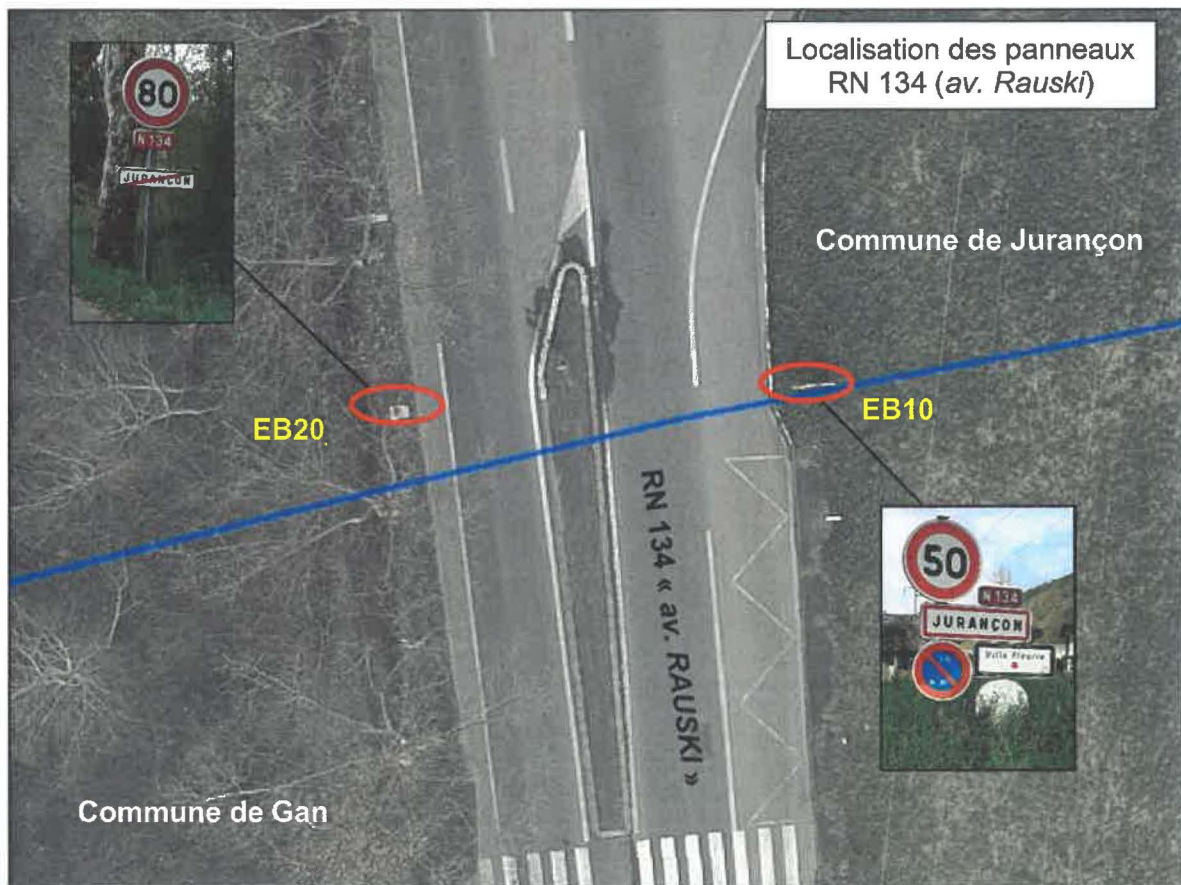 Localisation des panneaux
RN 134 (av. Rauski)
80
N 134
JURANÇON
Commune de Jurançon
EB20
EB10
RN 134 « av. RAUSKI »
50
N 134
JURANÇON
Ville Fleurie
Commune de Gan